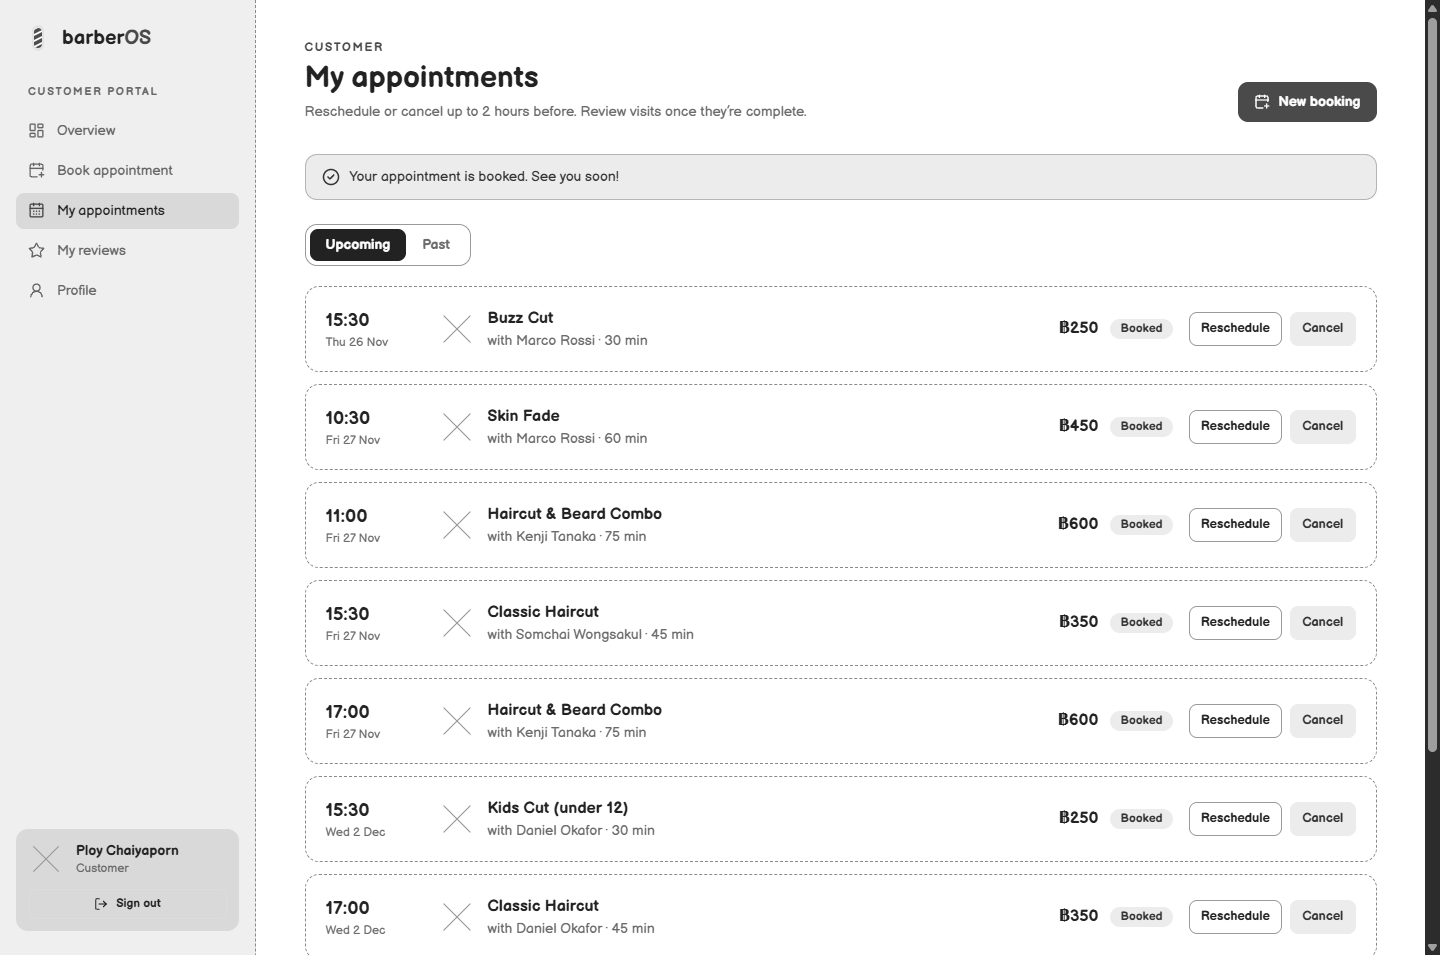 barberOS
CUSTOMER PORTAL
Overview
Book appointment
My appointments
My reviews
Profile
Ploy Chaiyaporn
Customer
Sign out
CUSTOMER
My appointments
Reschedule or cancel up to 2 hours before. Review visits once they're complete.
New booking
Your appointment is booked. See you soon!
Upcoming
Past
15:30
Thu 26 Nov
Buzz Cut
with Marco Rossi · 30 min
฿250
Booked
Reschedule
Cancel
10:30
Fri 27 Nov
Skin Fade
with Marco Rossi · 60 min
฿450
Booked
Reschedule
Cancel
11:00
Fri 27 Nov
Haircut & Beard Combo
with Kenji Tanaka · 75 min
฿600
Booked
Reschedule
Cancel
15:30
Fri 27 Nov
Classic Haircut
with Somchai Wongsakul · 45 min
฿350
Booked
Reschedule
Cancel
17:00
Fri 27 Nov
Haircut & Beard Combo
with Kenji Tanaka · 75 min
฿600
Booked
Reschedule
Cancel
15:30
Wed 2 Dec
Kids Cut (under 12)
with Daniel Okafor · 30 min
฿250
Booked
Reschedule
Cancel
17:00
Wed 2 Dec
Classic Haircut
with Daniel Okafor · 45 min
฿350
Booked
Reschedule
Cancel